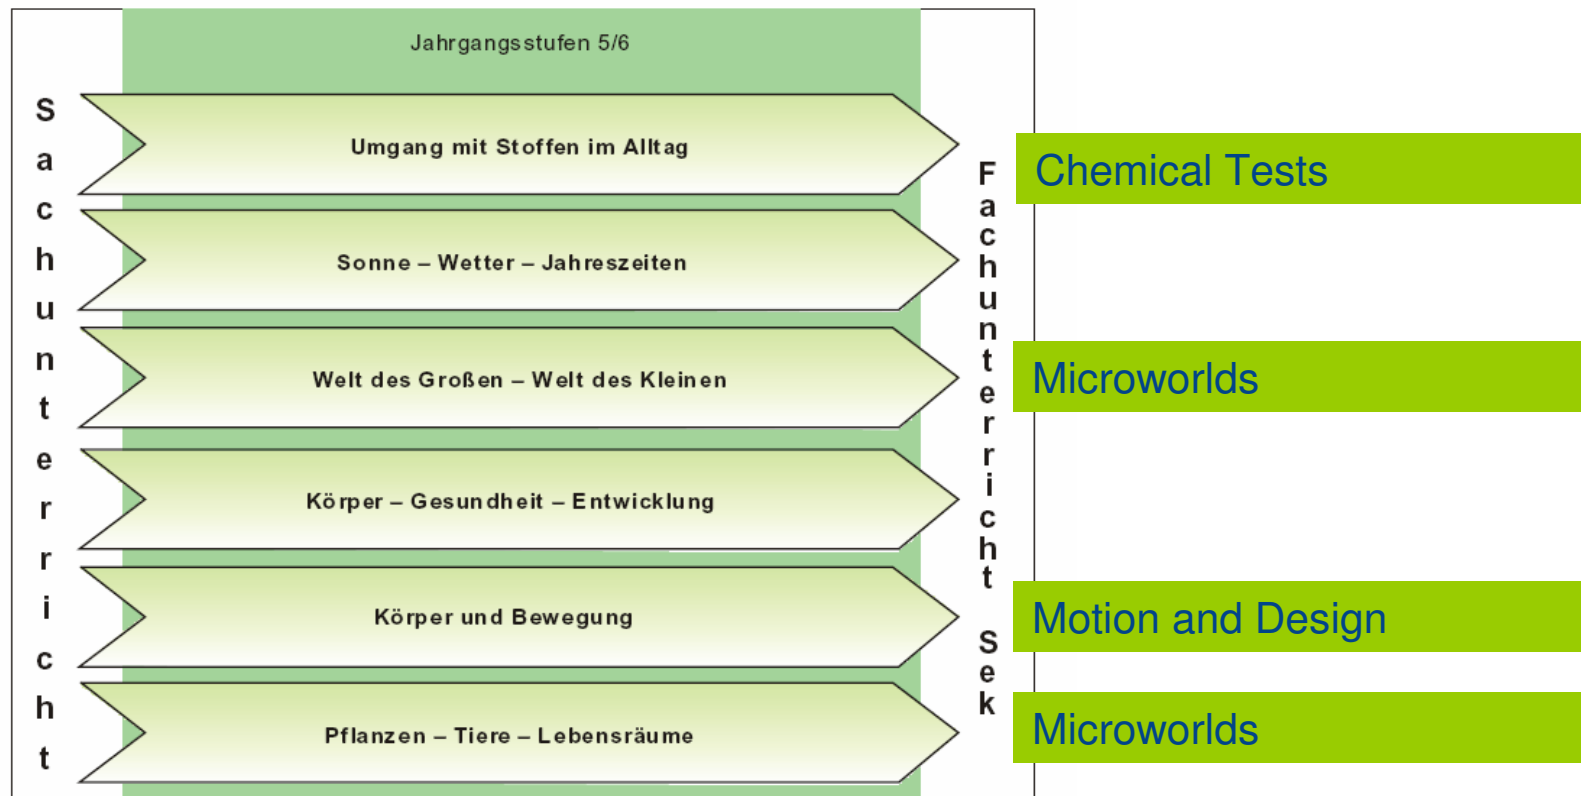 Jahrgangsstufen 5/6
Sachunterricht
Umgang mit Stoffen im Alltag
Sonne – Wetter – Jahreszeiten
Welt des Großen – Welt des Kleinen
Körper – Gesundheit – Entwicklung
Körper und Bewegung
Pflanzen – Tiere – Lebensräume
Fachunterricht Sek
Chemical Tests
Microworlds
Motion and Design
Microworlds